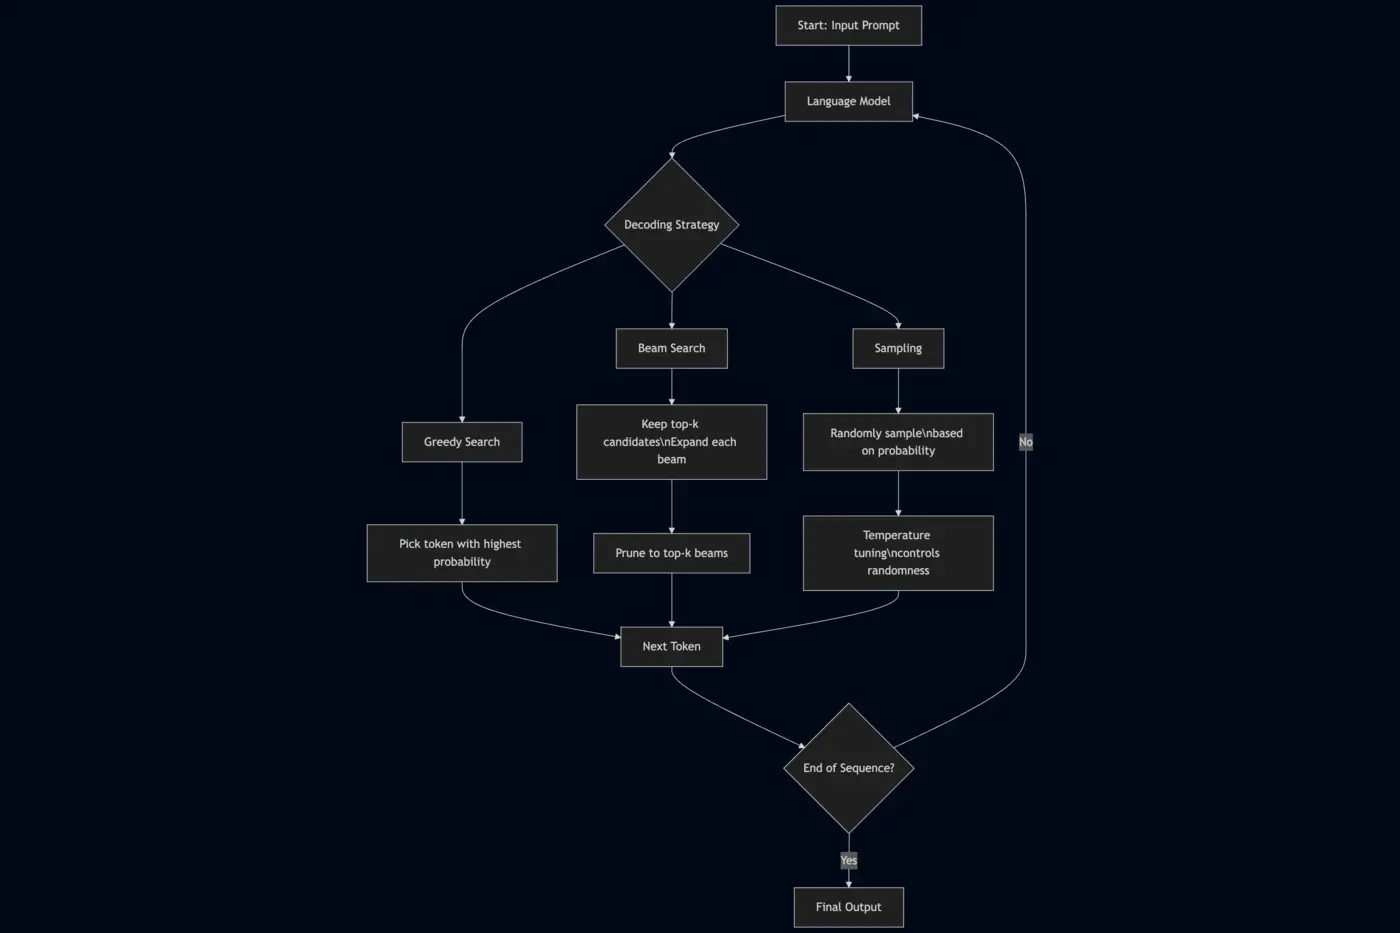 Start: Input Prompt
Language Model
Decoding Strategy
Beam Search
Sampling
Keep top-k
candidates\nExpand each
beam
Randomly sample\nbased
on probability
No
Greedy Search
Pick token with highest
probability
Prune to top-k beams
Temperature
tuning\ncontrols
randomness
Next Token
End of Sequence?
Yes
Final Output